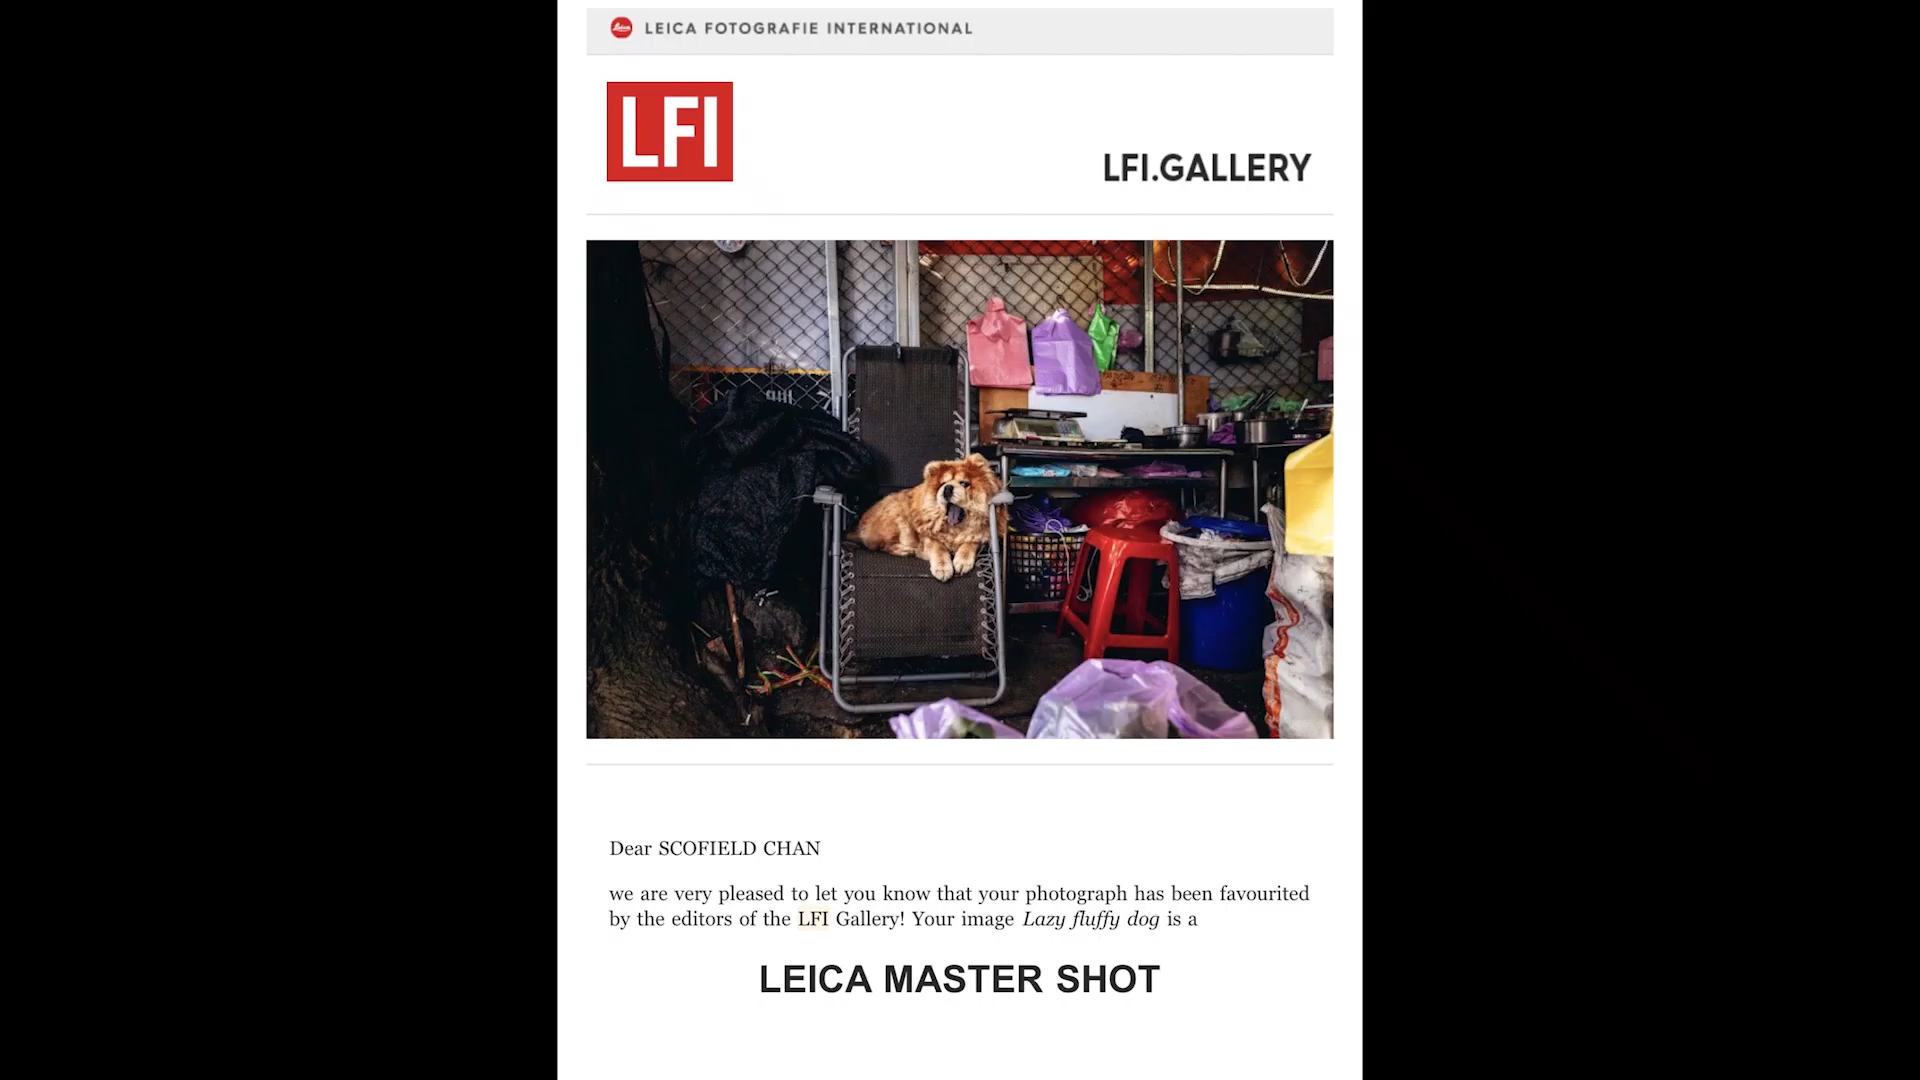 Leica LEICA FOTOGRAFIE INTERNATIONAL
LFI
LFI.GALLERY
Dear SCOFIELD CHAN
we are very pleased to let you know that your photograph has been favourited
by the editors of the LFI Gallery! Your image Lazy fluffy dog is a
LEICA MASTER SHOT